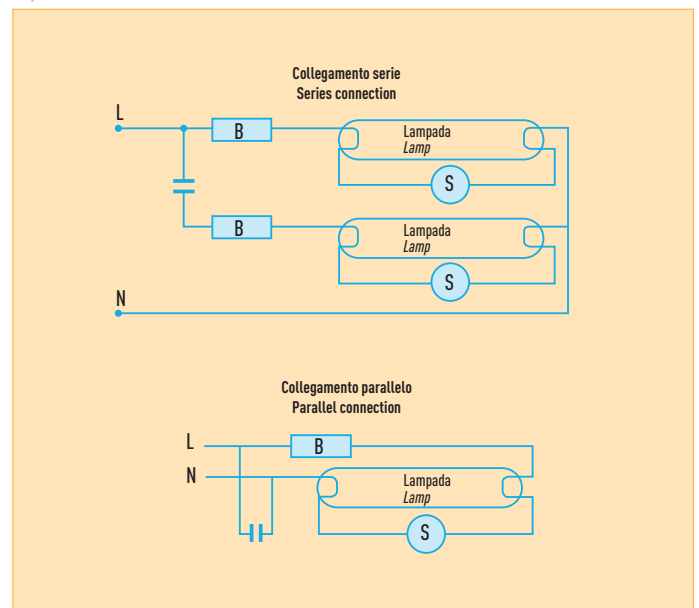 Collegamento serie
Series connection
L
B
Lampada
Lamp
S
B
Lampada
Lamp
S
N
Collegamento parallelo
Parallel connection
L
B
N
Lampada
Lamp
S